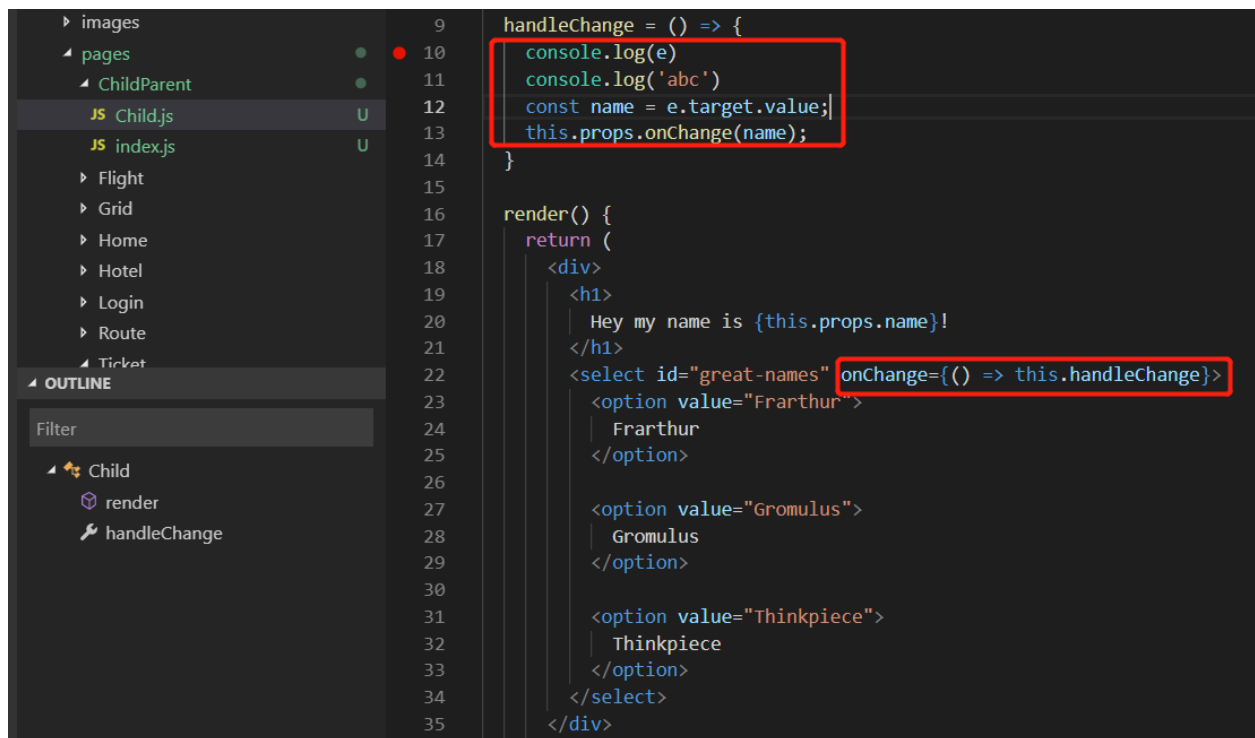 images
pages
ChildParent
JS Child.js U
JS index.js U
Flight
Grid
Home
Hotel
Login
Route
Ticket
OUTLINE
Filter
Child
render
handleChange
9 handleChange = () => {
10 console.log(e)
11 console.log('abc')
12 const name = e.target.value;
13 this.props.onChange(name);
14 }
15
16 render() {
17 return (
18 <div>
19 <h1>
20 Hey my name is {this.props.name}!
21 </h1>
22 <select id="great-names" onChange={() => this.handleChange}>
23 <option value="Frarthur">
24 Frarthur
25 </option>
26
27 <option value="Gromulus">
28 Gromulus
29 </option>
30
31 <option value="Thinkpiece">
32 Thinkpiece
33 </option>
34 </select>
35 </div>